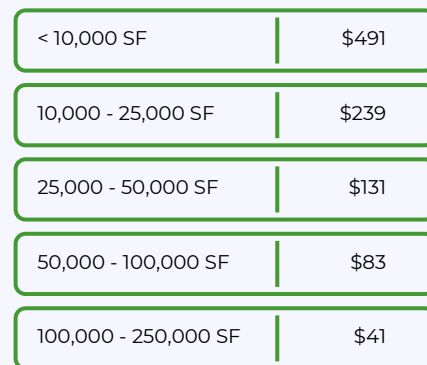 < 10,000 SF $491
10,000 - 25,000 SF $239
25,000 - 50,000 SF $131
50,000 - 100,000 SF $83
100,000 - 250,000 SF $41